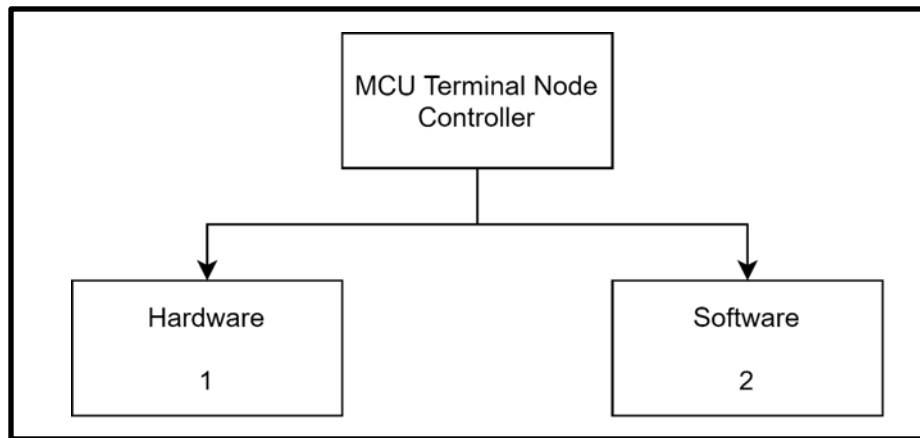 MCU Terminal Node
Controller
Hardware
1
Software
2